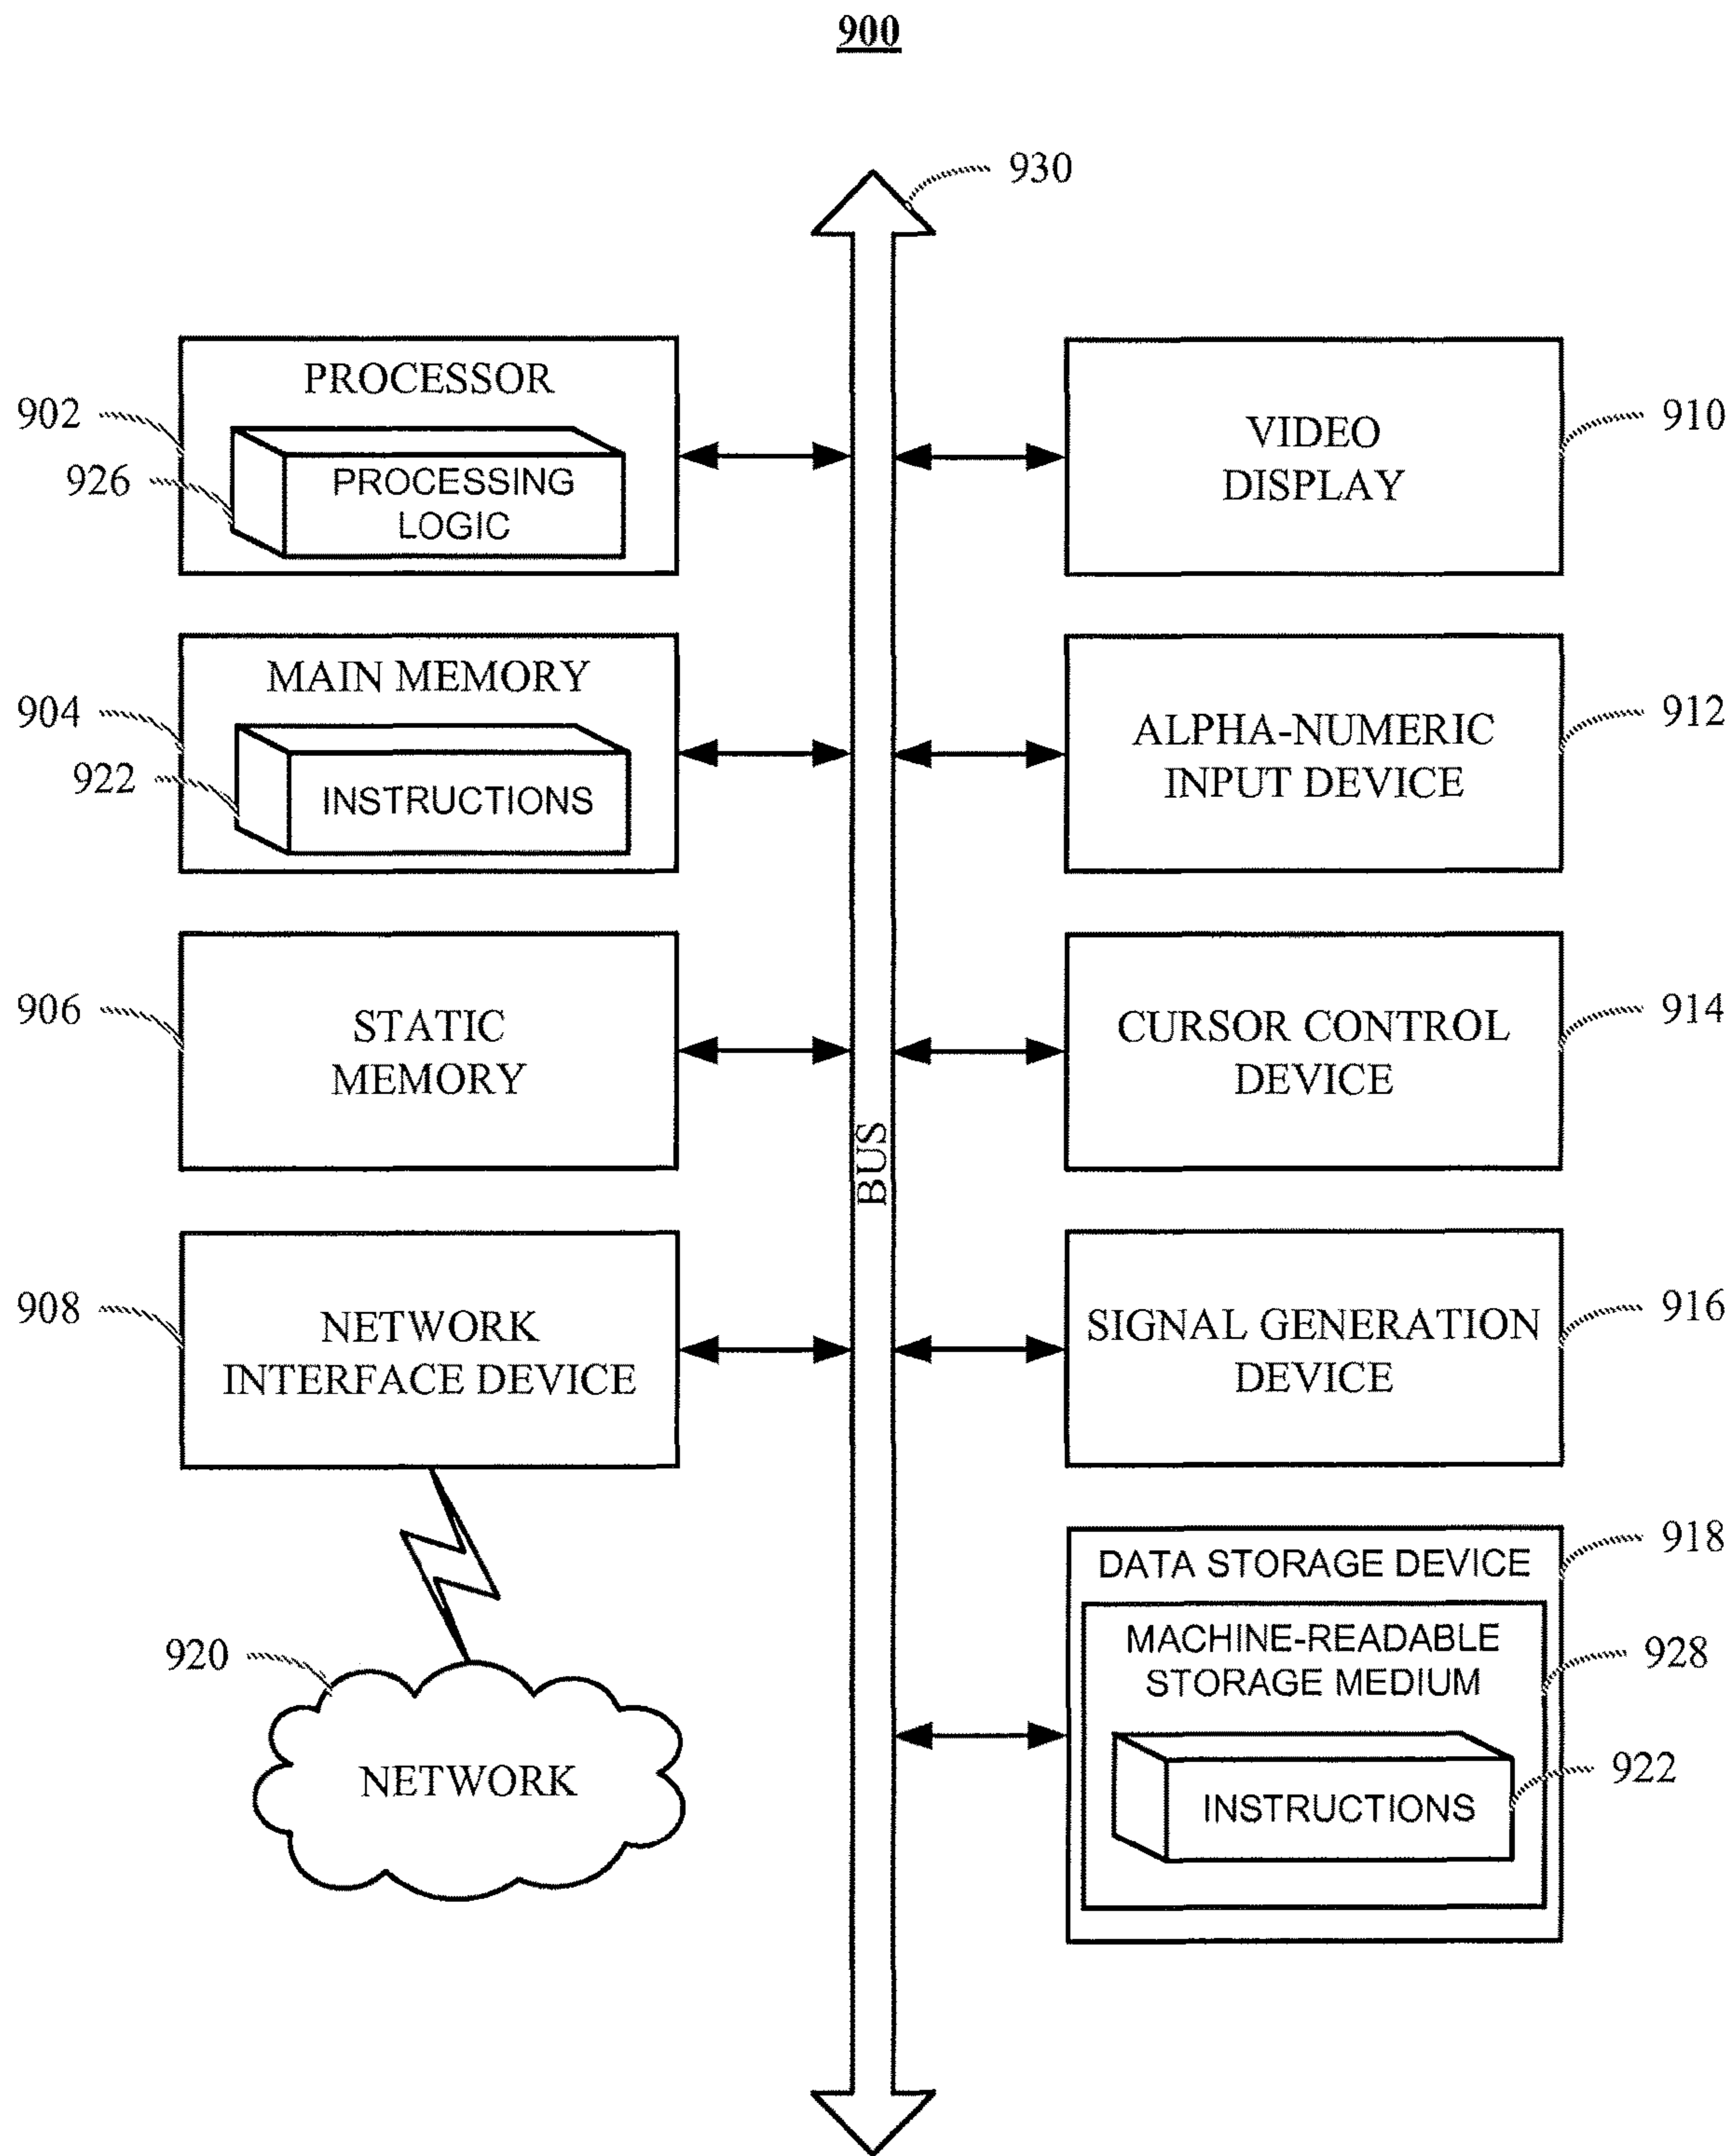 900
930
PROCESSOR
902
926
PROCESSING
LOGIC
MAIN MEMORY
904
922
INSTRUCTIONS
906
STATIC
MEMORY
908
NETWORK
INTERFACE DEVICE
920
NETWORK
BUS
VIDEO
DISPLAY
910
ALPHA-NUMERIC
INPUT DEVICE
912
CURSOR CONTROL
DEVICE
914
SIGNAL GENERATION
DEVICE
916
918
DATA STORAGE DEVICE
MACHINE-READABLE
STORAGE MEDIUM
928
922
INSTRUCTIONS